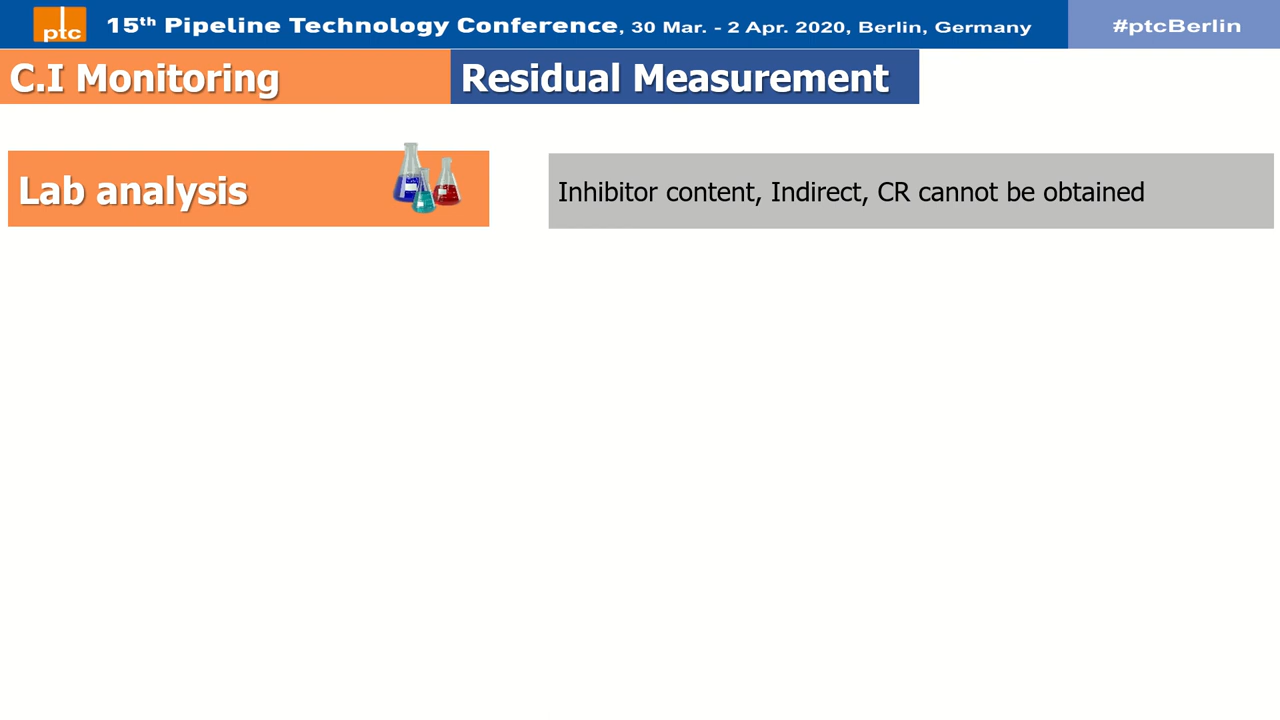 ptc
15th Pipeline Technology Conference, 30 Mar. - 2 Apr. 2020, Berlin, Germany
#ptcBerlin
C.I Monitoring
Residual Measurement
Lab analysis
Inhibitor content, Indirect, CR cannot be obtained